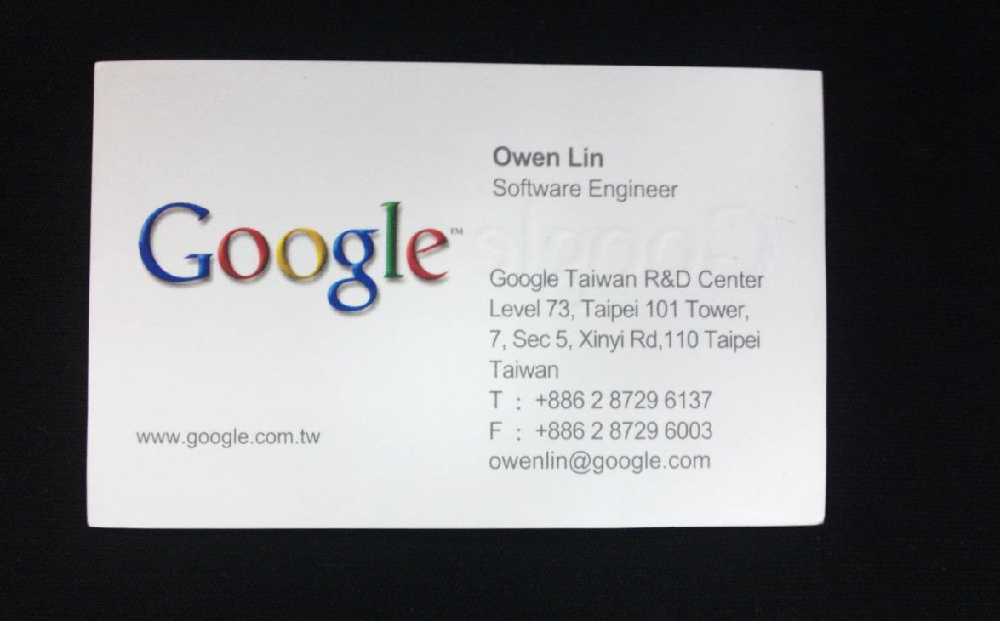 Google™
www.google.com.tw
Owen Lin
Software Engineer
Google Taiwan R&D Center
Level 73, Taipei 101 Tower,
7, Sec 5, Xinyi Rd,110 Taipei
Taiwan
T : +886 2 8729 6137
F : +886 2 8729 6003
owenlin@google.com